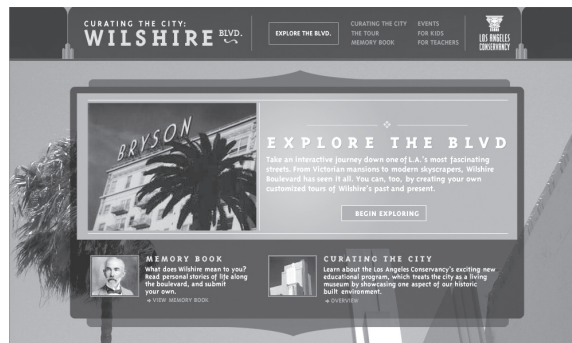 CURATING THE CITY:
WILSHIRE BLVD.
EXPLORE THE BLVD.
CURATING THE CITY
THE TOUR
MEMORY BOOK
EVENTS
FOR KIDS
FOR TEACHERS
LOS ANGELES
CONSERVANCY
BRYSON
EXPLORE THE BLVD
Take an interactive journey down one of L.A.'s most fascinating
streets. From Victorian mansions to modern skyscrapers, Wilshire
Boulevard has seen it all. You can, too, by creating your own
customized tours of Wilshire's past and present.
BEGIN EXPLORING
MEMORY BOOK
What does Wilshire mean to you?
Read personal stories of life along
the boulevard, and submit
your own.
→ VIEW MEMORY BOOK
CURATING THE CITY
Learn about the Los Angeles Conservancy's exciting new
educational program, which treats the city as a living
museum by showcasing one aspect of our historic
built environment.
→ OVERVIEW